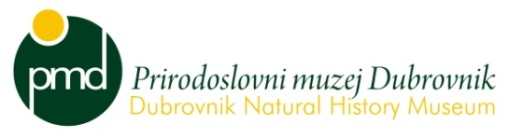 pmd
Prirodoslovni muzej Dubrovnik
Dubrovnik Natural History Museum